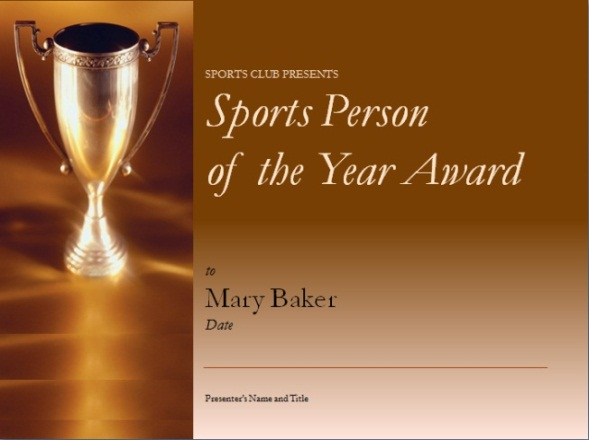 SPORTS CLUB PRESENTS
Sports Person
of the Year Award
to
Mary Baker
Date
Presenter's Name and Title